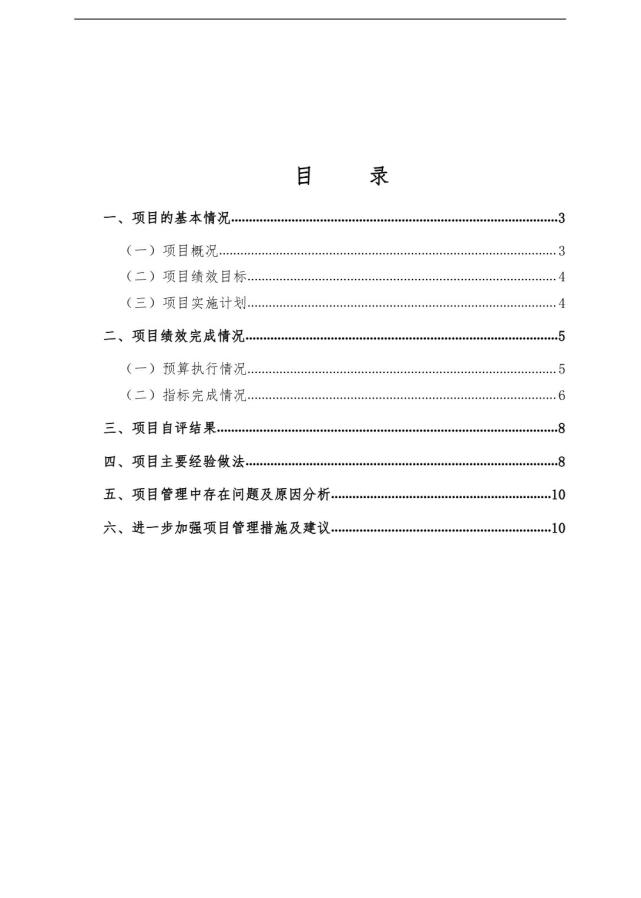 目 录
一、项目的基本情况............................................................3
（一）项目概况............................................................3
（二）项目绩效目标............................................................4
（三）项目实施计划............................................................4
二、项目绩效完成情况............................................................5
（一）预算执行情况............................................................5
（二）指标完成情况............................................................6
三、项目自评结果............................................................8
四、项目主要经验做法............................................................8
五、项目管理中存在问题及原因分析............................................................10
六、进一步加强项目管理措施及建议............................................................10